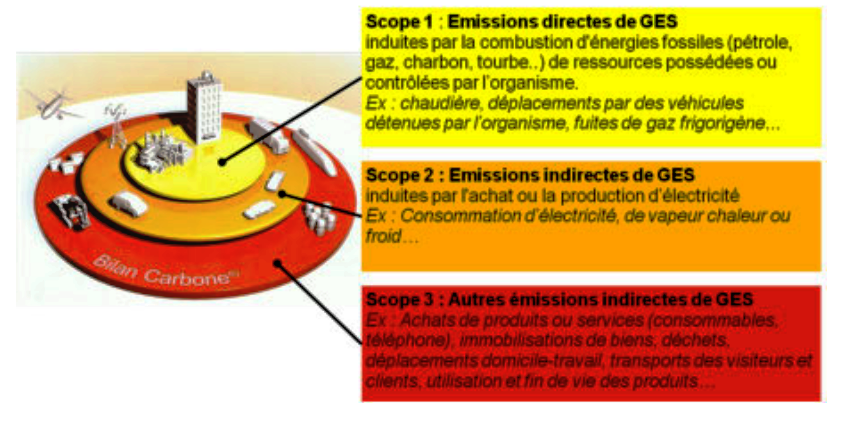 Scope 1 : Emissions directes de GES
induites par la combustion d'énergies fossiles (pétrole,
gaz, charbon, tourbe..) de ressources possédées ou
contrôlées par l'organisme.
Ex : chaudière, déplacements par des véhicules
détenues par l'organisme, fuites de gaz frigorigène…
Scope 2 : Emissions indirectes de GES
induites par l'achat ou la production d'électricité
Ex : Consommation d'électricité, de vapeur chaleur ou
froid…
Bilan Carbone
Scope 3 : Autres émissions indirectes de GES
Ex : Achats de produits ou services (consommables,
téléphone), immobilisations de biens, déchets,
déplacements domicile-travail, transports des visiteurs et
clients, utilisation et fin de vie des produits…